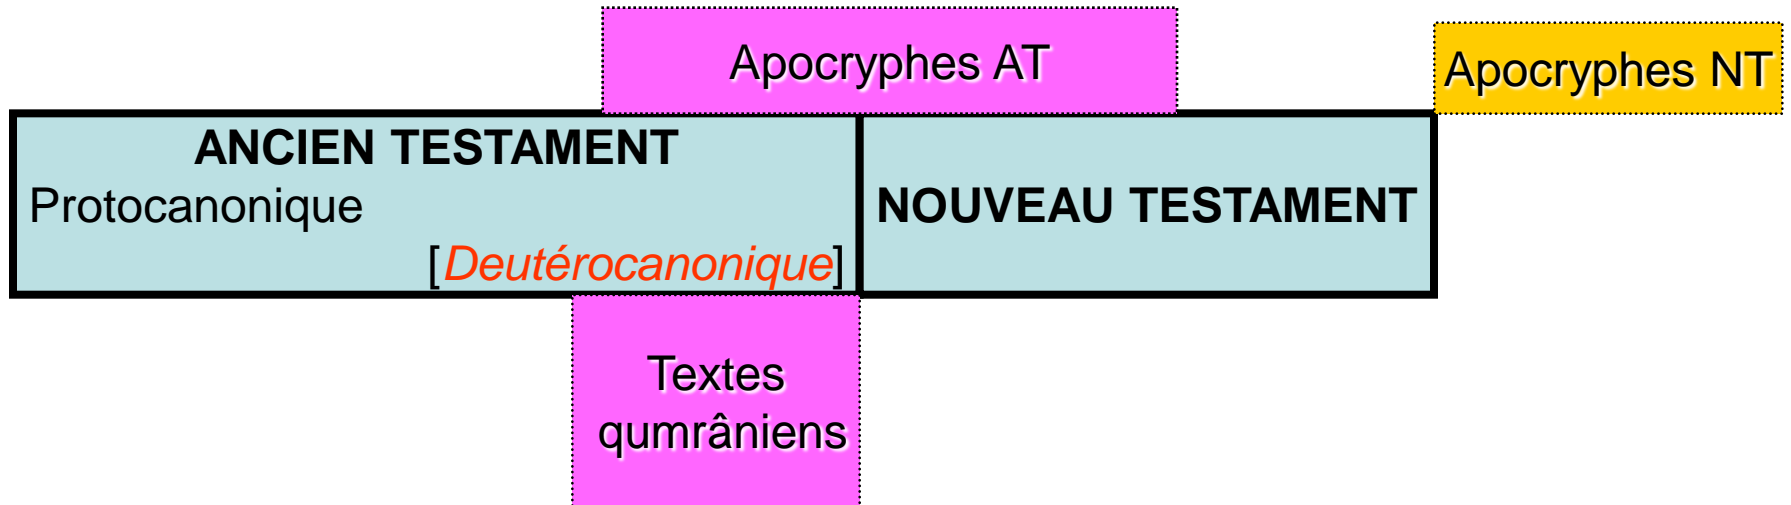 Apocryphes AT
Apocryphes NT
ANCIEN TESTAMENT
Protocanonique
[Deutérocanonique]
NOUVEAU TESTAMENT
Textes
qumrâniens